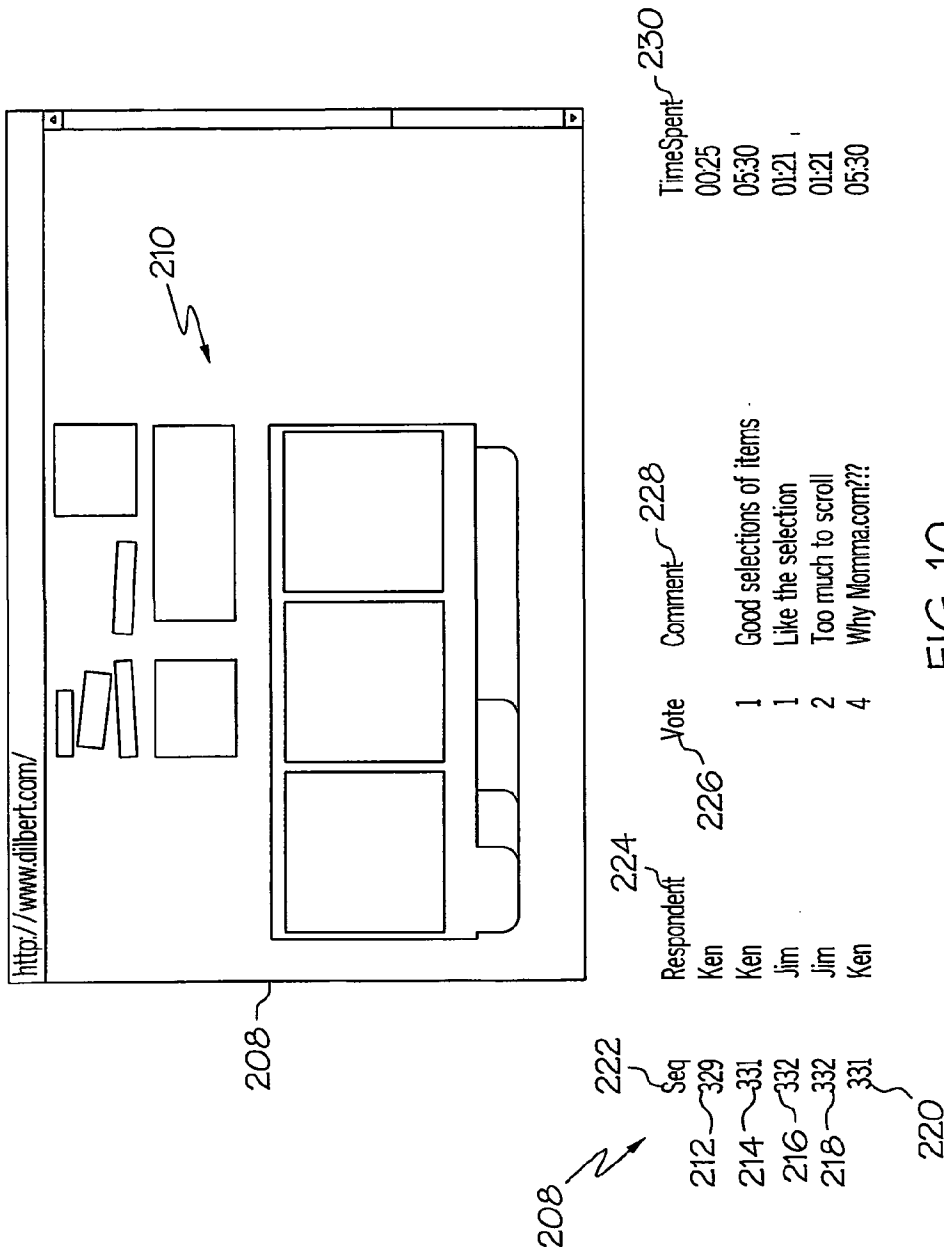 http://www.dilbert.com/
210
208
208
222
224
226
228
230
Seq Respondent Vote Comment TimeSpent
212 329 Ken 00:25
214 331 Ken 1 Good selections of items 05:30
216 332 Jim 1 Like the selection 01:21
218 332 Jim 2 Too much to scroll 01:21
331 Ken 4 Why Momma.com??? 05:30
220
FIG. 10